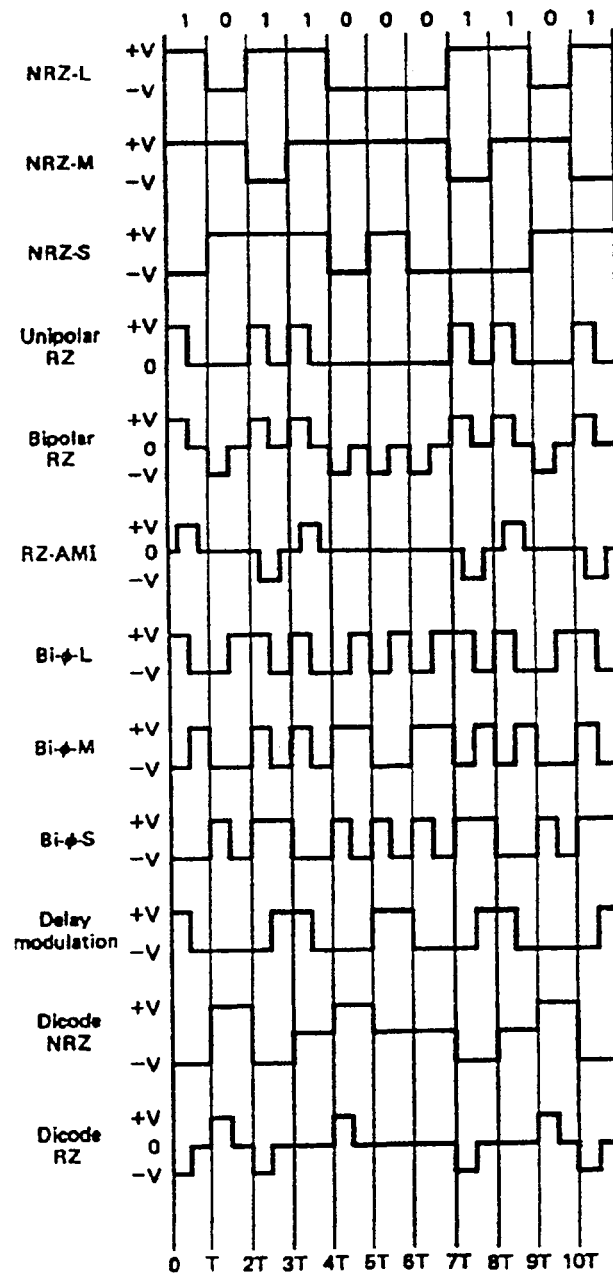 1 0 1 1 0 0 0 1 1 0 1
+V
NRZ-L
-V
+V
NRZ-M
-V
+V
NRZ-S
-V
+V
Unipolar
RZ
0
+V
Bipolar
RZ
0
-V
+V
RZ-AMI
0
-V
+V
Bi-ϕ-L
-V
+V
Bi-ϕ-M
-V
+V
Bi-ϕ-S
-V
Delay
modulation
+V
-V
Dicode
NRZ
+V
-V
+V
Dicode
RZ
0
-V
0 T 2T 3T 4T 5T 6T 7T 8T 9T 10T